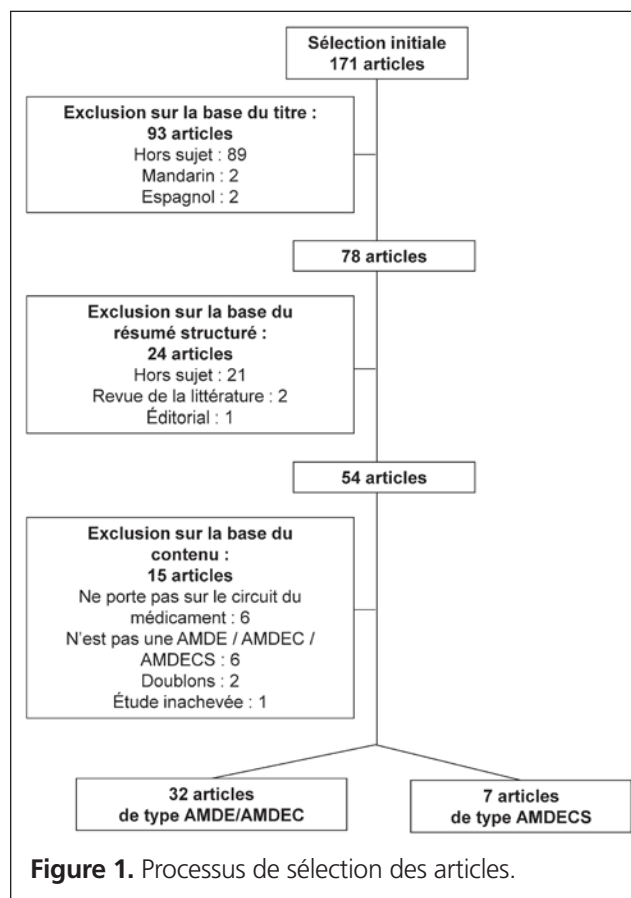 Sélection initiale
171 articles
Exclusion sur la base du titre :
93 articles
Hors sujet : 89
Mandarin : 2
Espagnol : 2
78 articles
Exclusion sur la base du
résumé structuré :
24 articles
Hors sujet : 21
Revue de la littérature : 2
Éditorial : 1
54 articles
Exclusion sur la base du
contenu :
15 articles
Ne porte pas sur le circuit du
médicament : 6
N'est pas une AMDE / AMDEC /
AMDECS : 6
Doublons : 2
Étude inachevée : 1
32 articles
de type AMDE/AMDEC
7 articles
de type AMDECS
Figure 1. Processus de sélection des articles.